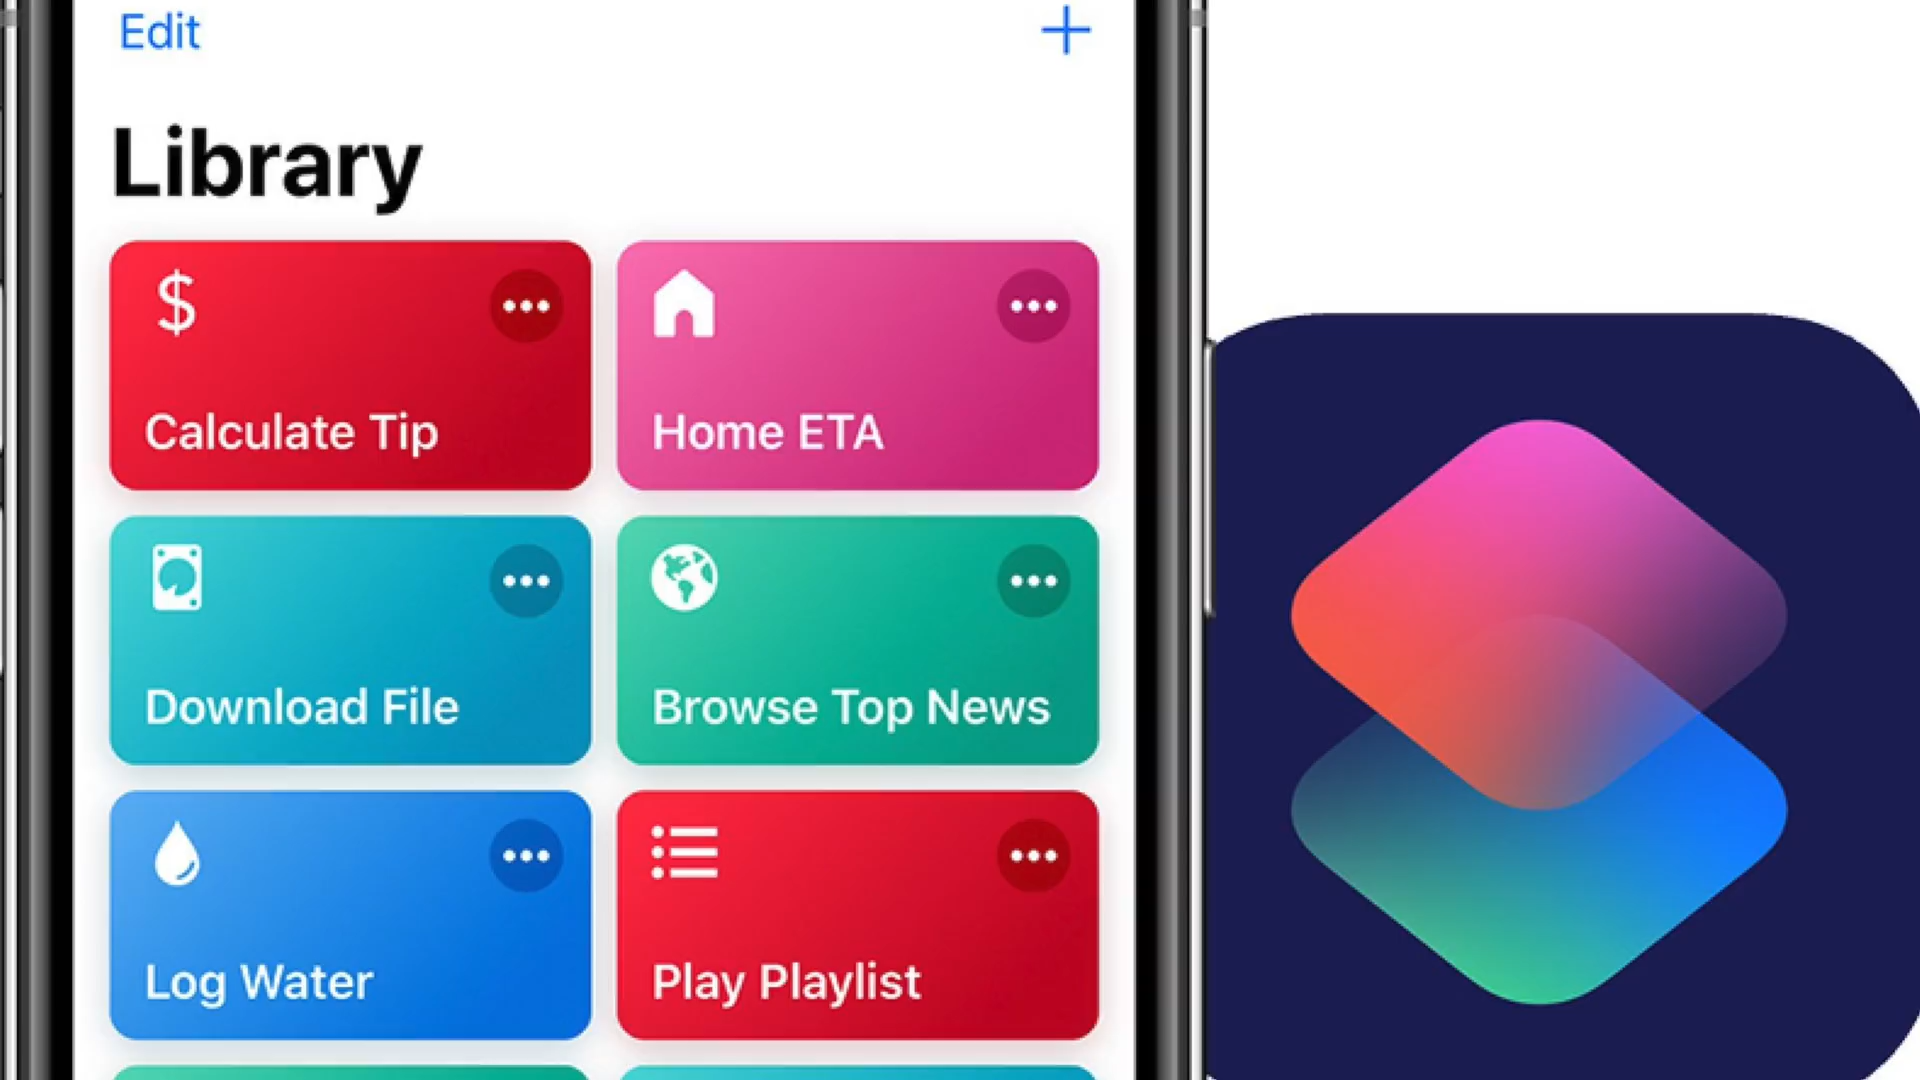 Edit
Library
$
Calculate Tip
Home ETA
Download File
Browse Top News
Log Water
Play Playlist